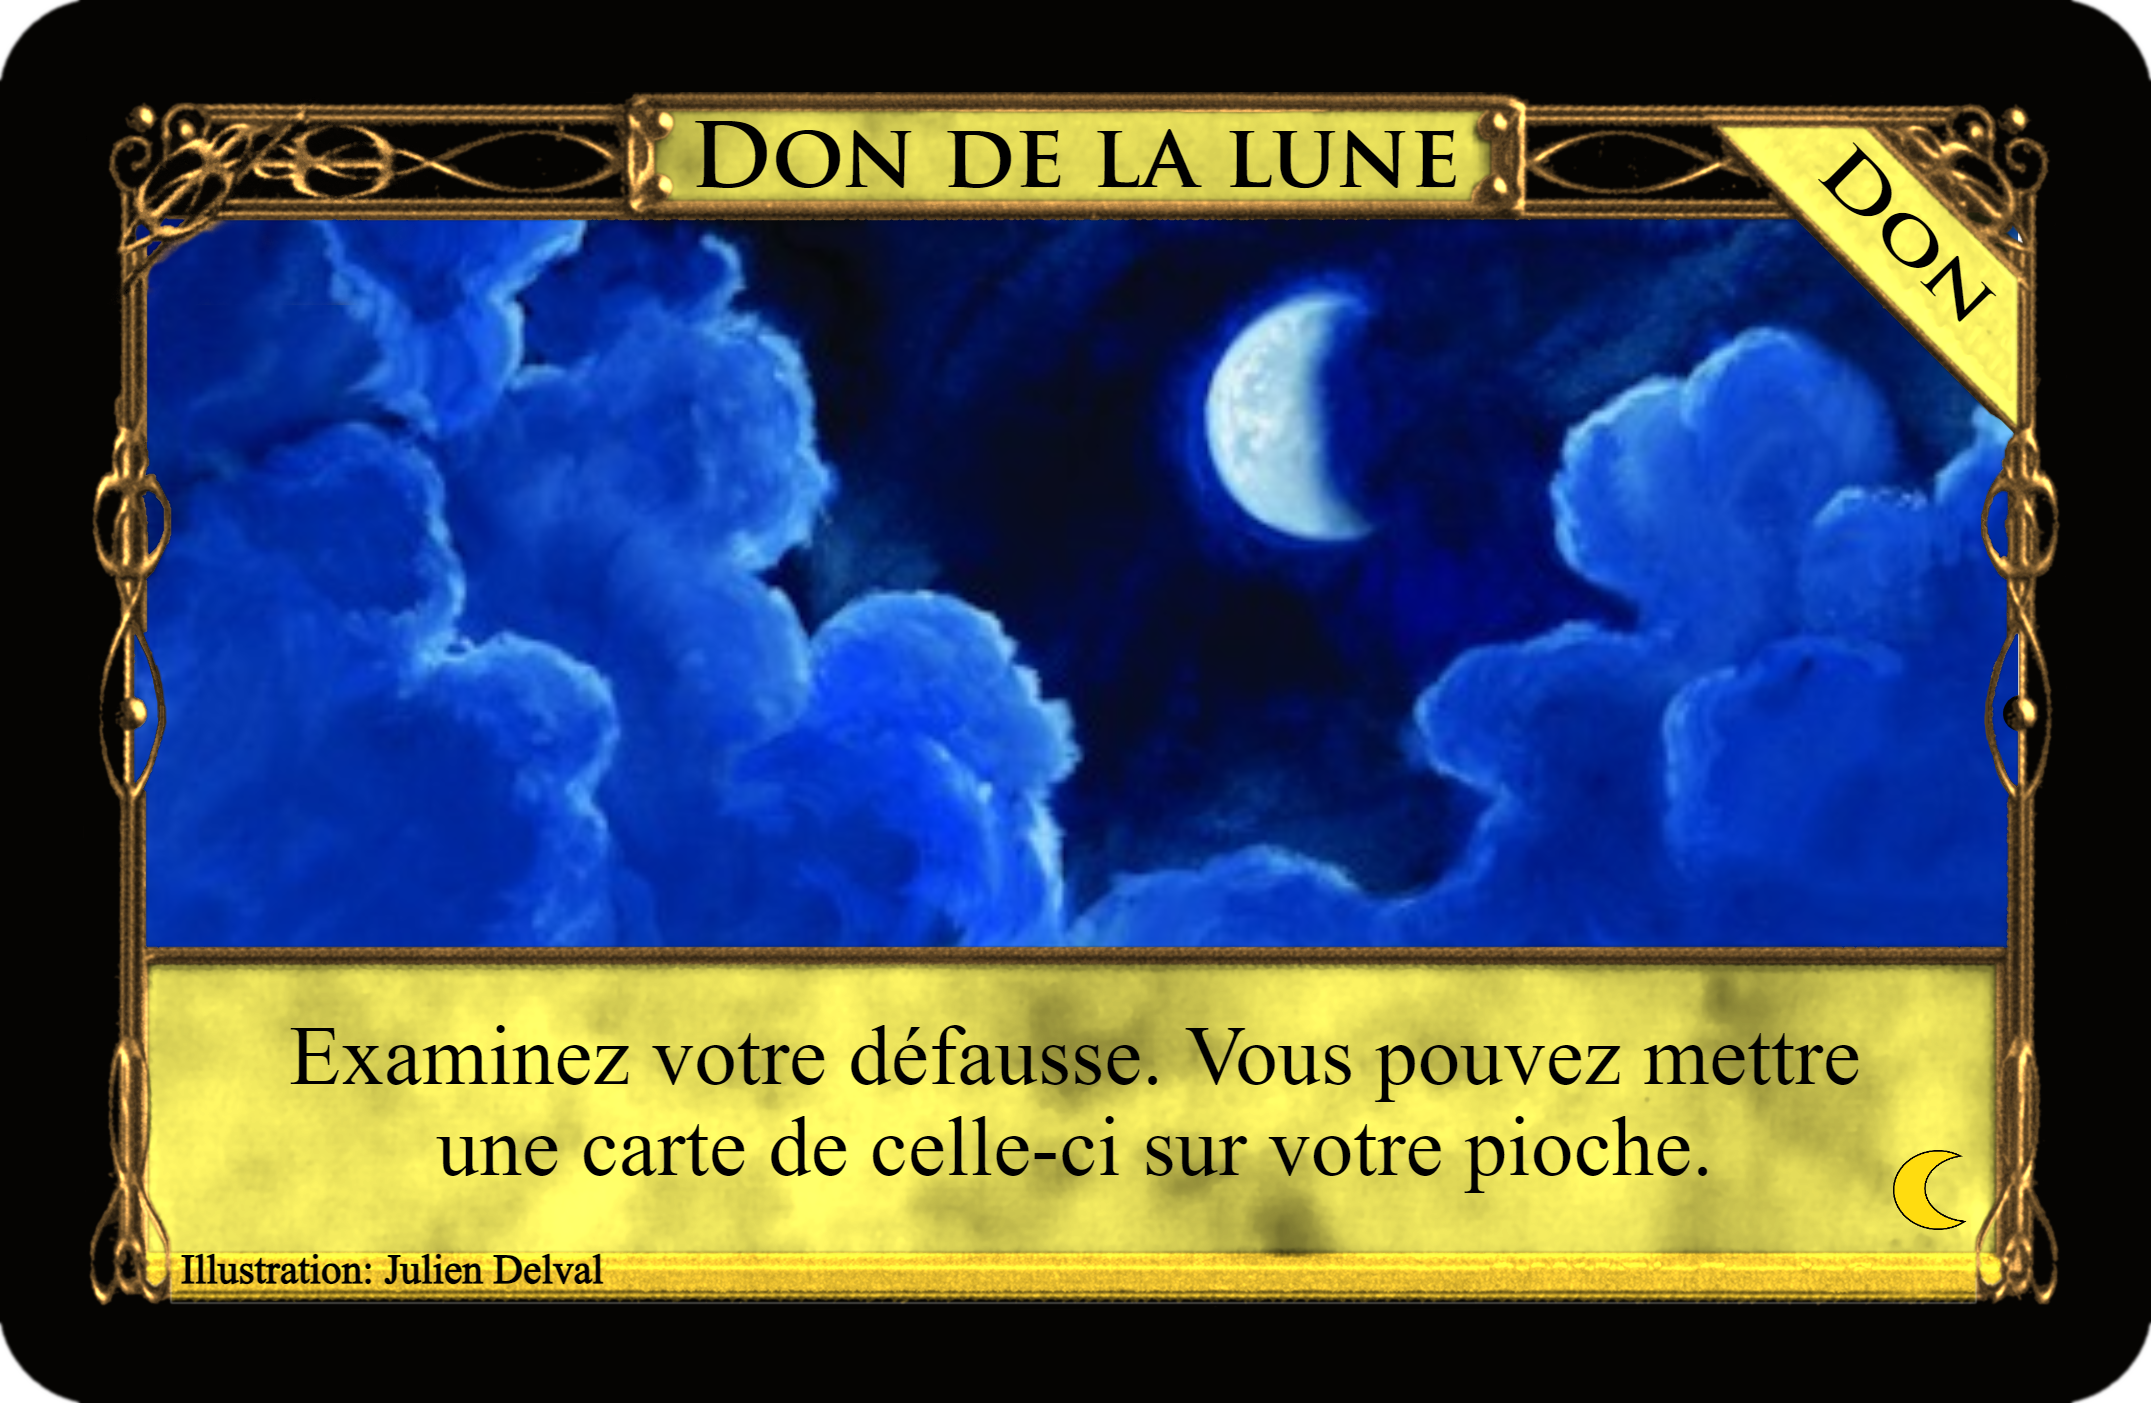 DON DE LA LUNE
DON
Examinez votre défausse. Vous pouvez mettre
une carte de celle-ci sur votre pioche.
Illustration: Julien Delval